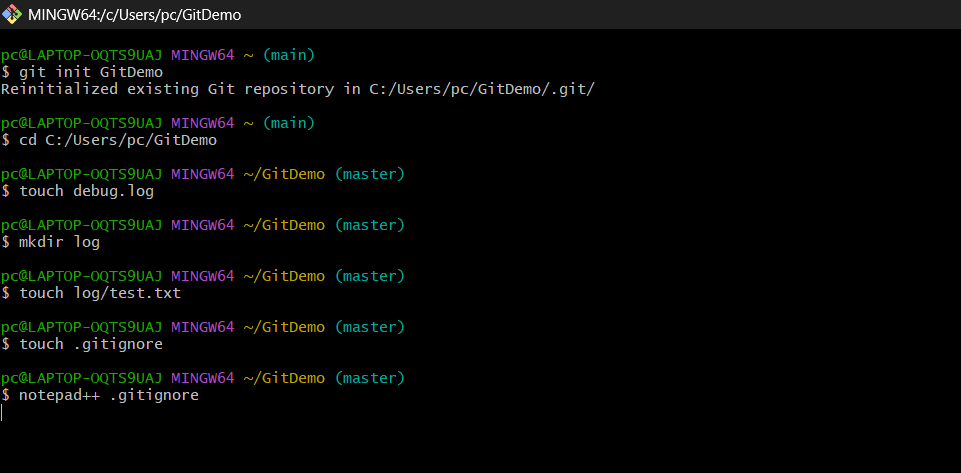 MINGW64:/c/Users/pc/GitDemo
pc@LAPTOP-OQTS9UAJ MINGW64 ~ (main)
$ git init GitDemo
Reinitialized existing Git repository in C:/Users/pc/GitDemo/.git/
pc@LAPTOP-OQTS9UAJ MINGW64 ~ (main)
$ cd C:/Users/pc/GitDemo
pc@LAPTOP-OQTS9UAJ MINGW64 ~/GitDemo (master)
$ touch debug.log
pc@LAPTOP-OQTS9UAJ MINGW64 ~/GitDemo (master)
$ mkdir log
pc@LAPTOP-OQTS9UAJ MINGW64 ~/GitDemo (master)
$ touch log/test.txt
pc@LAPTOP-OQTS9UAJ MINGW64 ~/GitDemo (master)
$ touch .gitignore
pc@LAPTOP-OQTS9UAJ MINGW64 ~/GitDemo (master)
$ notepad++ .gitignore